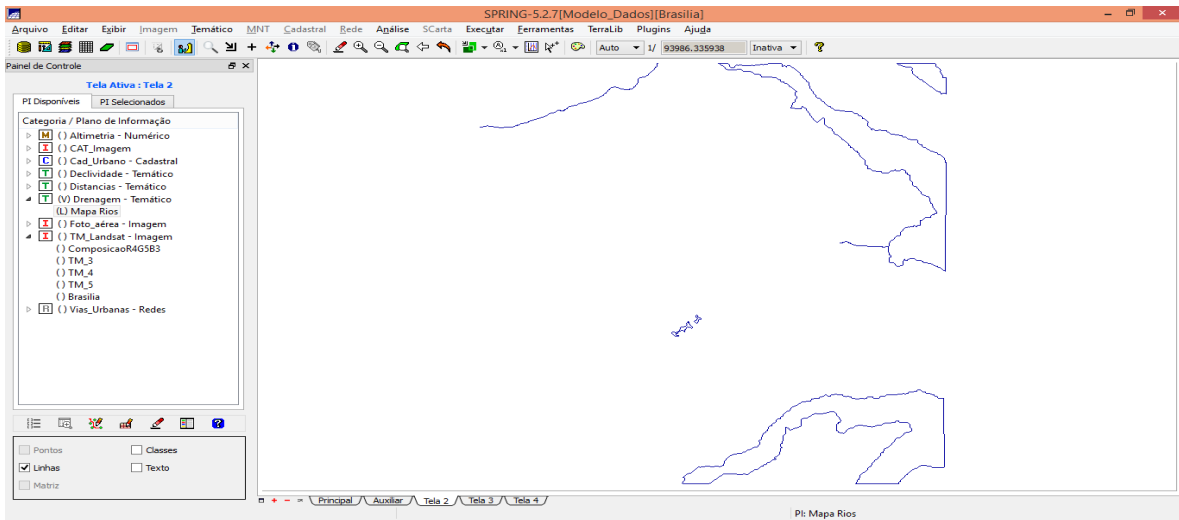 SPRING-5.2.7[Modelo_Dados][Brasilia]
Arquivo Editar Exibir Imagem Temático MNT Cadastral Rede Análise SCarta Executar Ferramentas TerraLib Plugins Ajuda
Auto 1/ 93986.335938 Inativa
Painel de Controle
Tela Ativa : Tela 2
PI Disponíveis PI Selecionados
Categoria / Plano de Informação
M () Altimetria - Numérico
I () CAT_Imagem
C () Cad_Urbano - Cadastral
T () Declividade - Temático
T () Distancias - Temático
T (V) Drenagem - Temático
(L) Mapa Rios
I () Foto_aérea - Imagem
I () TM_Landsat - Imagem
() ComposicaoR4G5B3
() TM_3
() TM_4
() TM_5
() Brasilia
R () Vias_Urbanas - Redes
Pontos Classes
Linhas Texto
Matriz
Principal Auxiliar Tela 2 Tela 3 Tela 4
PI: Mapa Rios